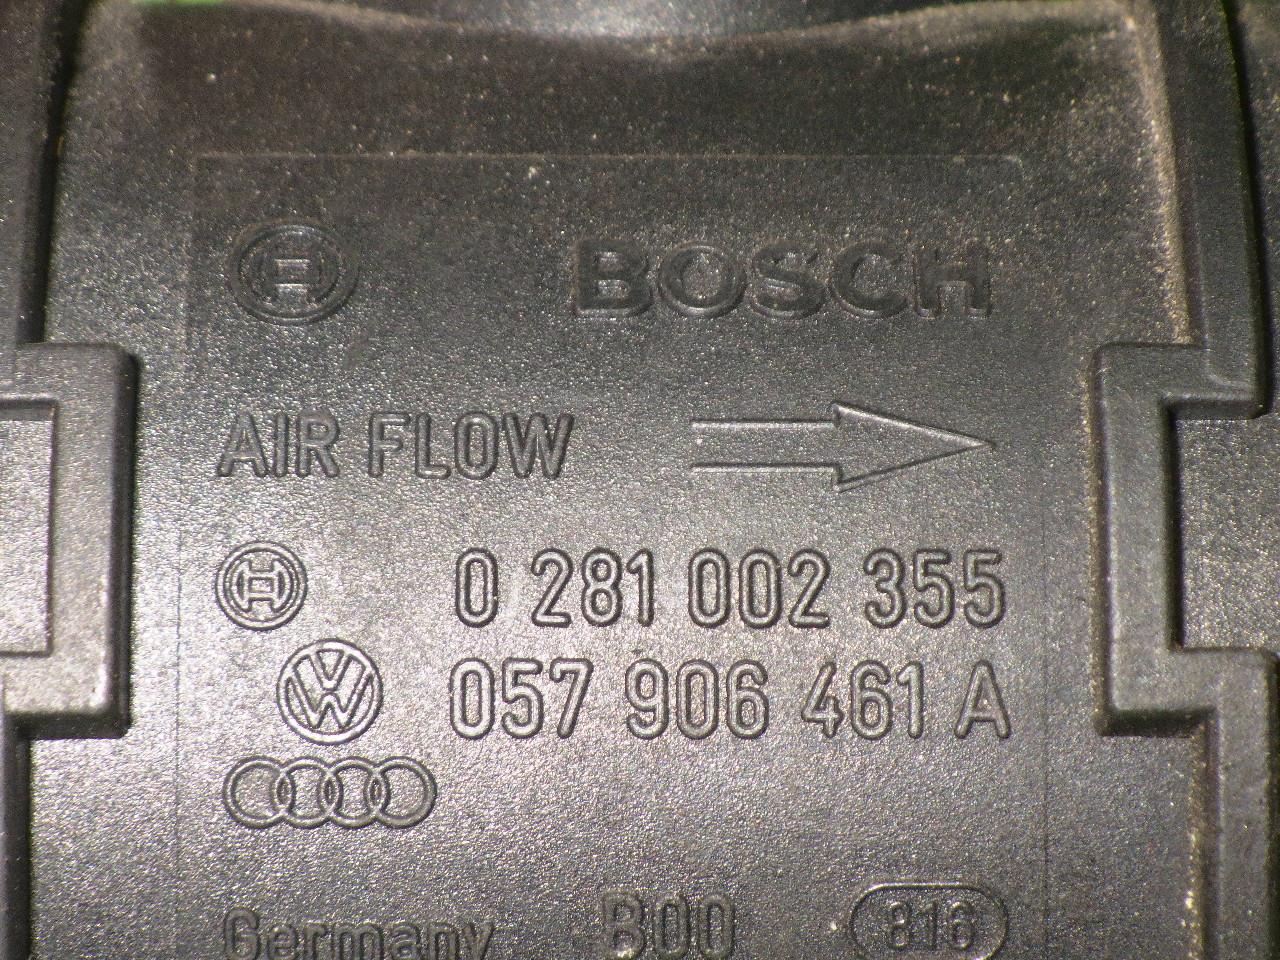 BOSCH
AIR FLOW
0 281 002 355
057 906 461 A
Germany B00 816